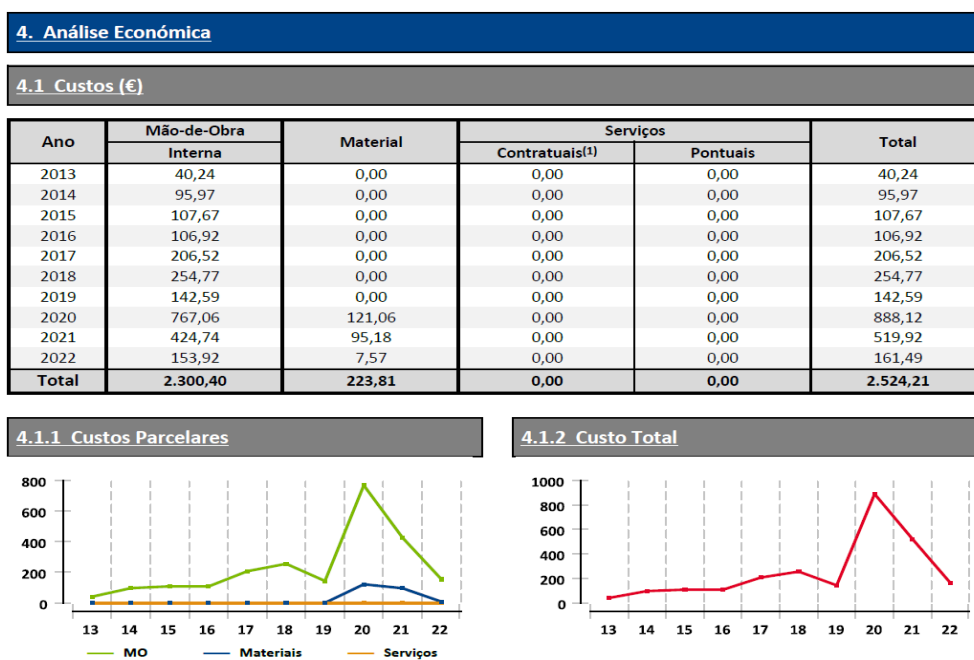 4. Análise Económica
4.1 Custos (€)
Ano Mão-de-Obra Material Serviços Total
Interna Contratuais(1) Pontuais
2013 40,24 0,00 0,00 0,00 40,24
2014 95,97 0,00 0,00 0,00 95,97
2015 107,67 0,00 0,00 0,00 107,67
2016 106,92 0,00 0,00 0,00 106,92
2017 206,52 0,00 0,00 0,00 206,52
2018 254,77 0,00 0,00 0,00 254,77
2019 142,59 0,00 0,00 0,00 142,59
2020 767,06 121,06 0,00 0,00 888,12
2021 424,74 95,18 0,00 0,00 519,92
2022 153,92 7,57 0,00 0,00 161,49
Total 2.300,40 223,81 0,00 0,00 2.524,21
4.1.1 Custos Parcelares
800
600
400
200
0
13 14 15 16 17 18 19 20 21 22
MO Materiais Serviços
4.1.2 Custo Total
1000
800
600
400
200
0
13 14 15 16 17 18 19 20 21 22